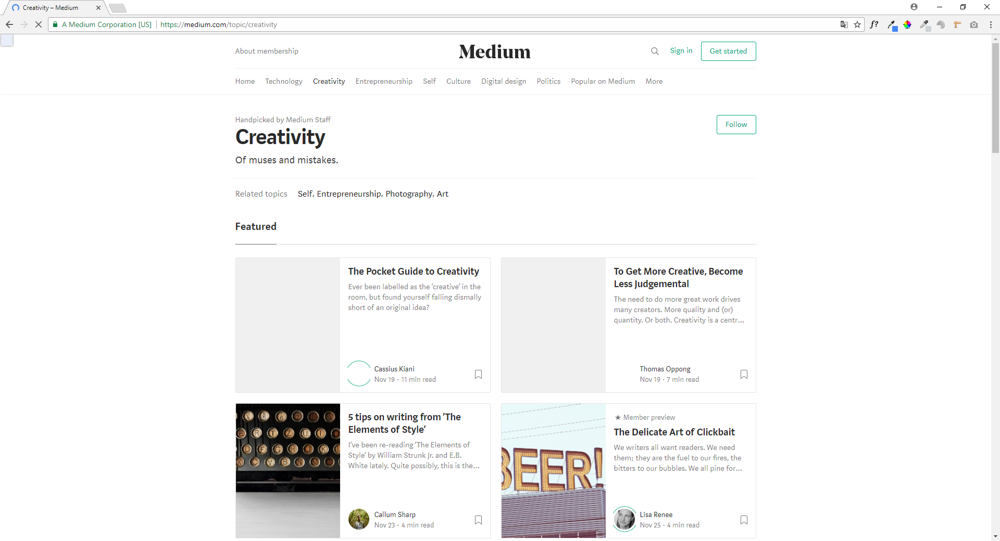 Creativity – Medium
A Medium Corporation [US]
https://medium.com/topic/creativity
f?
About membership
Medium
Sign in
Get started
Home
Technology
Creativity
Entrepreneurship
Self
Culture
Digital design
Politics
Popular on Medium
More
Handpicked by Medium Staff
Creativity
Of muses and mistakes.
Follow
Related topics
Self, Entrepreneurship, Photography, Art
Featured
The Pocket Guide to Creativity
Ever been labelled as the ‘creative’ in the
room, but found yourself falling dismally
short of an original idea?
Cassius Kiani
Nov 19 · 11 min read
To Get More Creative, Become
Less Judgemental
The need to do more great work drives
many creators. More quality and (or)
quantity. Or both. Creativity is a centr…
Thomas Oppong
Nov 19 · 7 min read
5 tips on writing from ‘The
Elements of Style’
I’ve been re-reading ‘The Elements of
Style’ by William Strunk Jr. and E.B.
White lately. Quite possibly, this is the…
Callum Sharp
Nov 23 · 4 min read
BEER!
★ Member preview
The Delicate Art of Clickbait
We writers all want readers. We need
them; they are the fuel to our fires, the
bitters to our bubbles. We all pine for…
Lisa Renee
Nov 25 · 4 min read